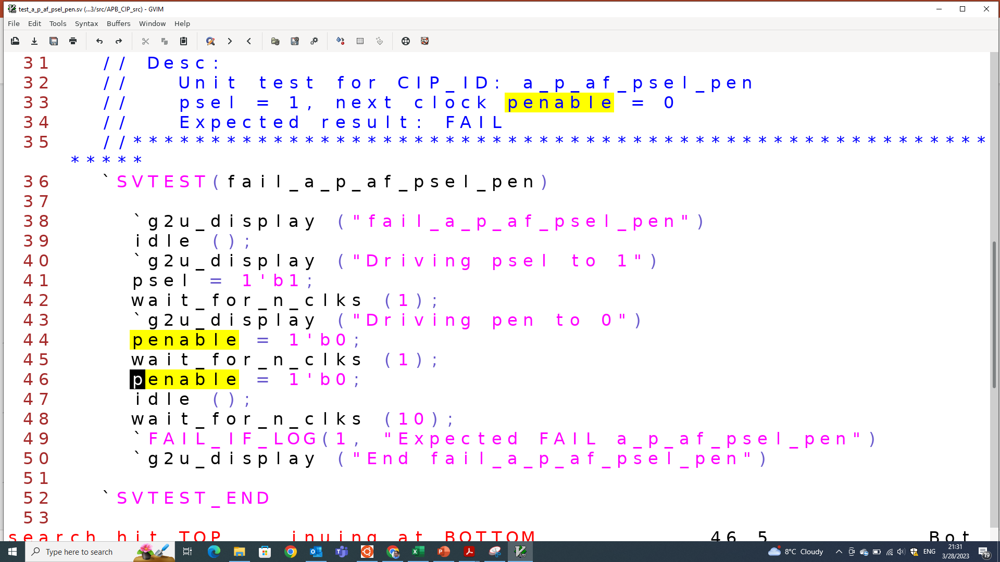 test_a_p_af_psel_pen.sv (...3/src/APB_CIP_src) - GVIM
File Edit Tools Syntax Buffers Window Help
31 // Desc:
32 // Unit test for CIP_ID: a_p_af_psel_pen
33 // psel = 1, next clock penable = 0
34 // Expected result: FAIL
35 //*******************************************************
*****
36 `SVTEST(fail_a_p_af_psel_pen)
37
38 `g2u_display ("fail_a_p_af_psel_pen")
39 idle ();
40 `g2u_display ("Driving psel to 1")
41 psel = 1'b1;
42 wait_for_n_clks (1);
43 `g2u_display ("Driving pen to 0")
44 penable = 1'b0;
45 wait_for_n_clks (1);
46 penable = 1'b0;
47 idle ();
48 wait_for_n_clks (10);
49 `FAIL_IF_LOG(1, "Expected FAIL a_p_af_psel_pen")
50 `g2u_display ("End fail_a_p_af_psel_pen")
51
52 `SVTEST_END
53
search hit TOP inuing at BOTTOM 46 5 Bot
Type here to search
8°C Cloudy
ENG
21:31
3/28/2023
19